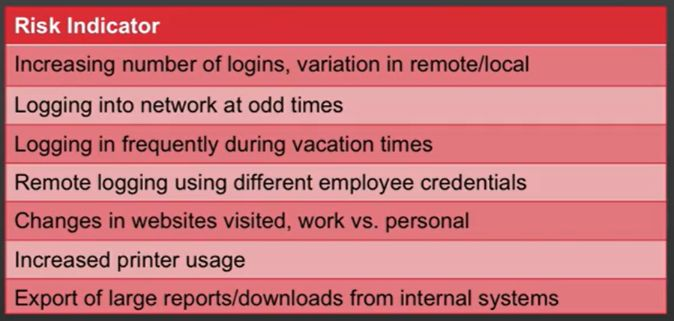 Risk Indicator
Increasing number of logins, variation in remote/local
Logging into network at odd times
Logging in frequently during vacation times
Remote logging using different employee credentials
Changes in websites visited, work vs. personal
Increased printer usage
Export of large reports/downloads from internal systems